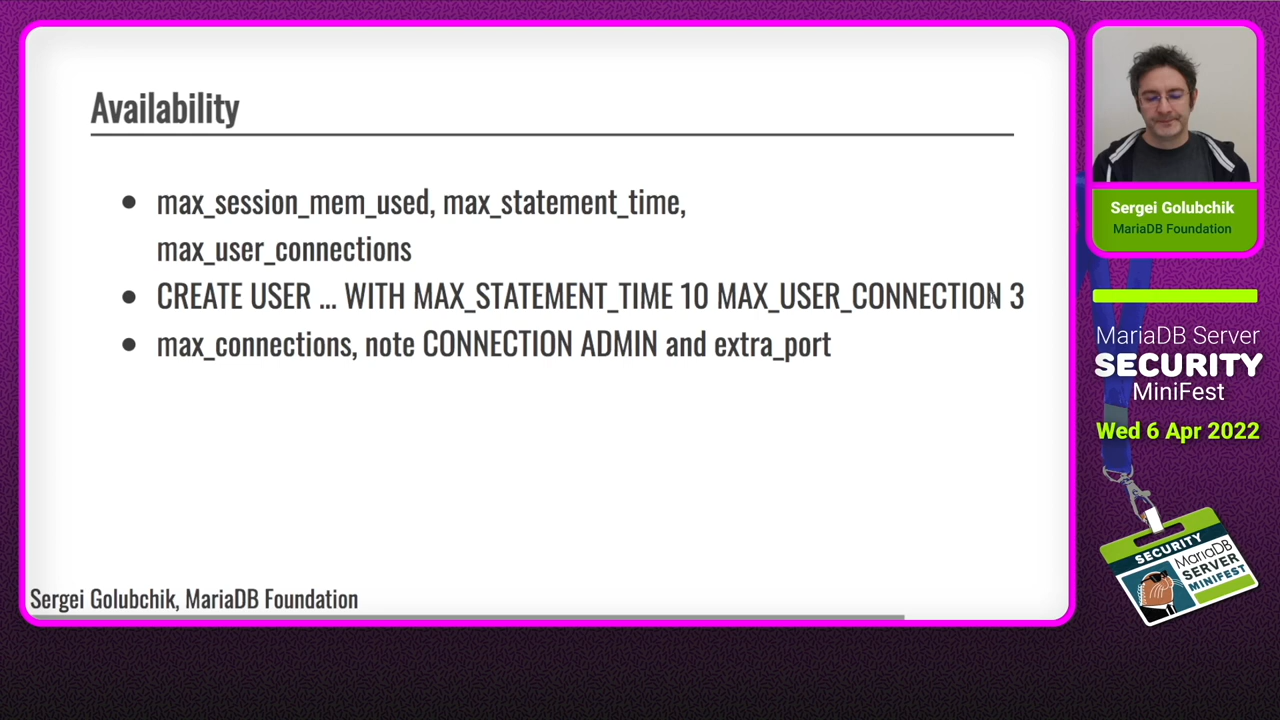 Availability
max_session_mem_used, max_statement_time,
max_user_connections
CREATE USER ... WITH MAX_STATEMENT_TIME 10 MAX_USER_CONNECTION 3
max_connections, note CONNECTION ADMIN and extra_port
Sergei Golubchik, MariaDB Foundation
Sergei Golubchik
MariaDB Foundation
MariaDB Server
SECURITY
MiniFest
Wed 6 Apr 2022
SECURITY
MariaDB
SERVER
MINIFEST